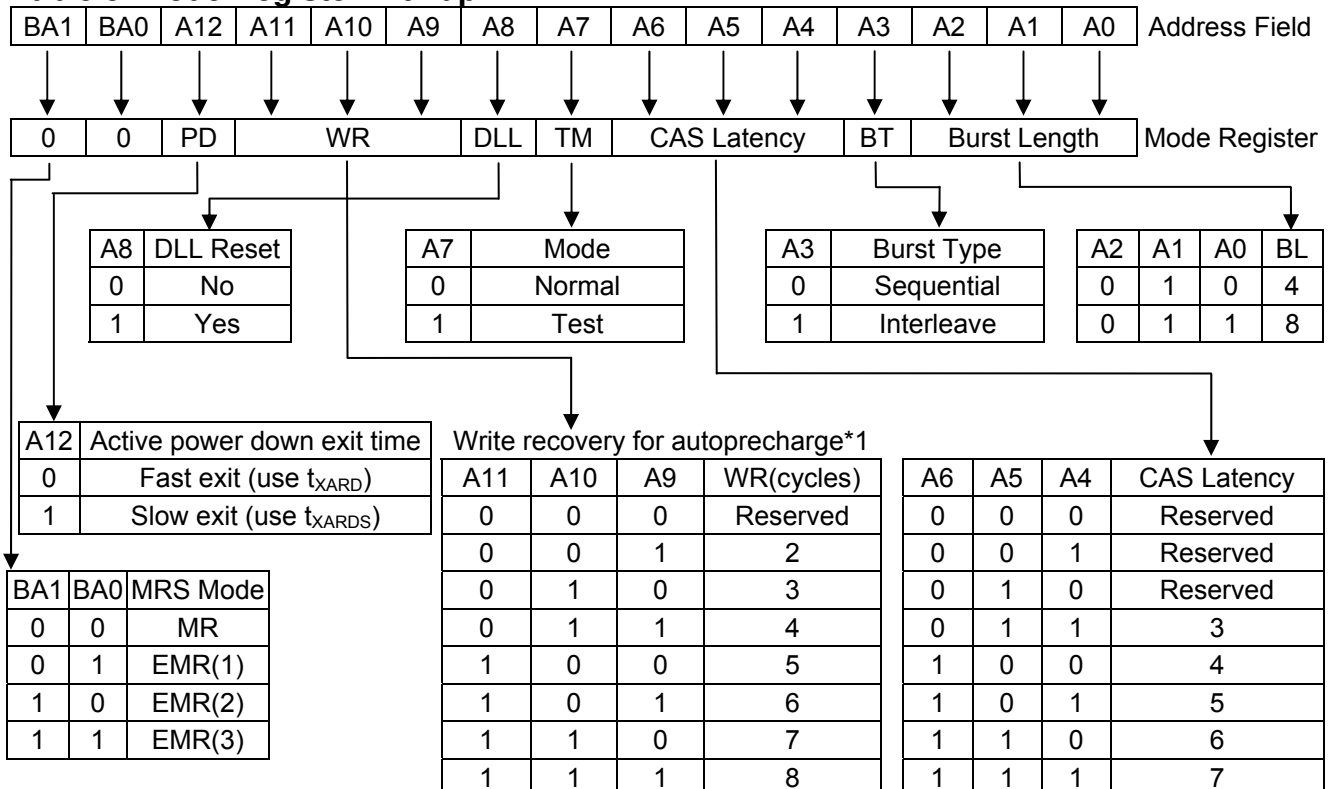 BA1 BA0 A12 A11 A10 A9 A8 A7 A6 A5 A4 A3 A2 A1 A0 Address Field
0 0 PD WR DLL TM CAS Latency BT Burst Length Mode Register
A8 DLL Reset
0 No
1 Yes
A7 Mode
0 Normal
1 Test
A3 Burst Type
0 Sequential
1 Interleave
A2 A1 A0 BL
0 1 0 4
0 1 1 8
A12 Active power down exit time
0 Fast exit (use tXARD)
1 Slow exit (use tXARDS)
BA1 BA0 MRS Mode
0 0 MR
0 1 EMR(1)
1 0 EMR(2)
1 1 EMR(3)
Write recovery for autoprecharge*1
A11 A10 A9 WR(cycles)
0 0 0 Reserved
0 0 1 2
0 1 0 3
0 1 1 4
1 0 0 5
1 0 1 6
1 1 0 7
1 1 1 8
A6 A5 A4 CAS Latency
0 0 0 Reserved
0 0 1 Reserved
0 1 0 Reserved
0 1 1 3
1 0 0 4
1 0 1 5
1 1 0 6
1 1 1 7